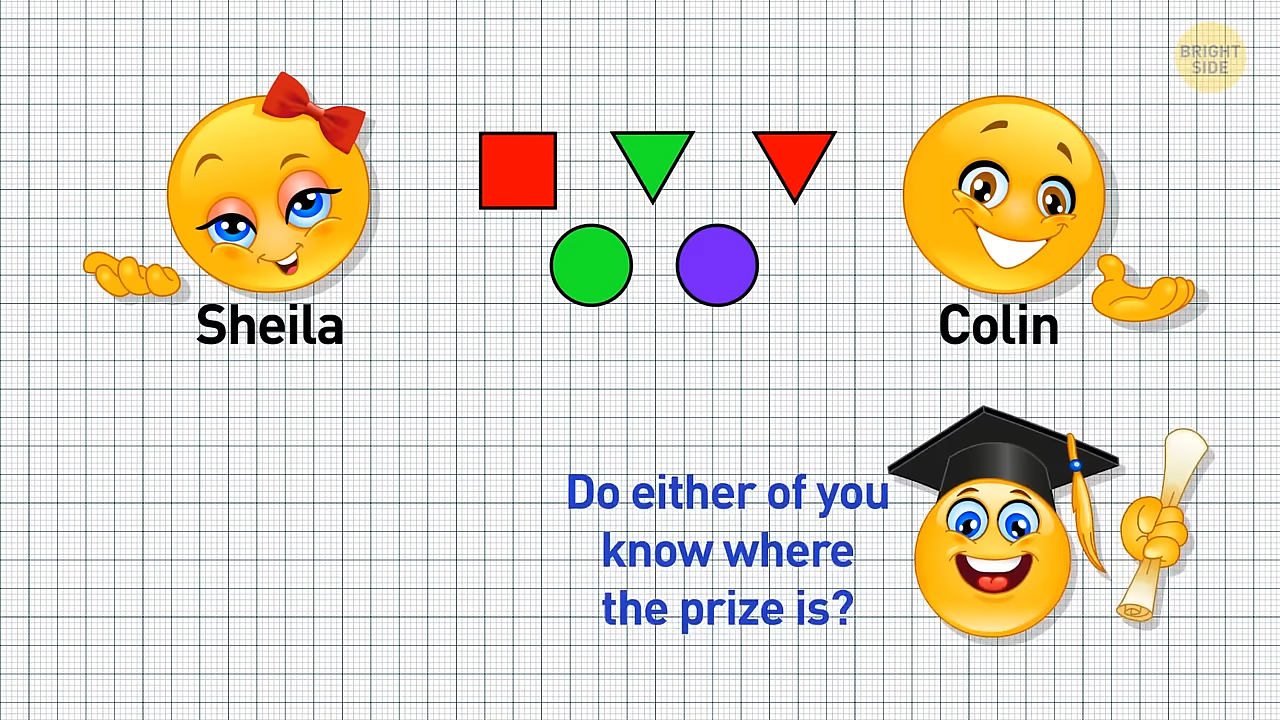 BRIGHT
SIDE
Sheila
Colin
Do either of you
know where
the prize is?